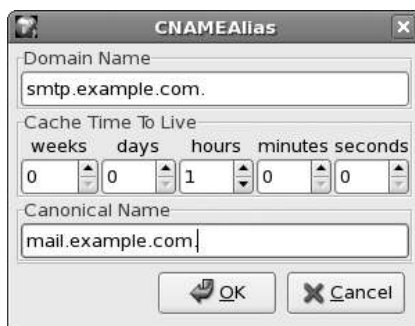 CNAMEAlias
Domain Name
smtp.example.com.
Cache Time To Live
weeks days hours minutes seconds
0 0 1 0 0
Canonical Name
mail.example.com.
OK Cancel